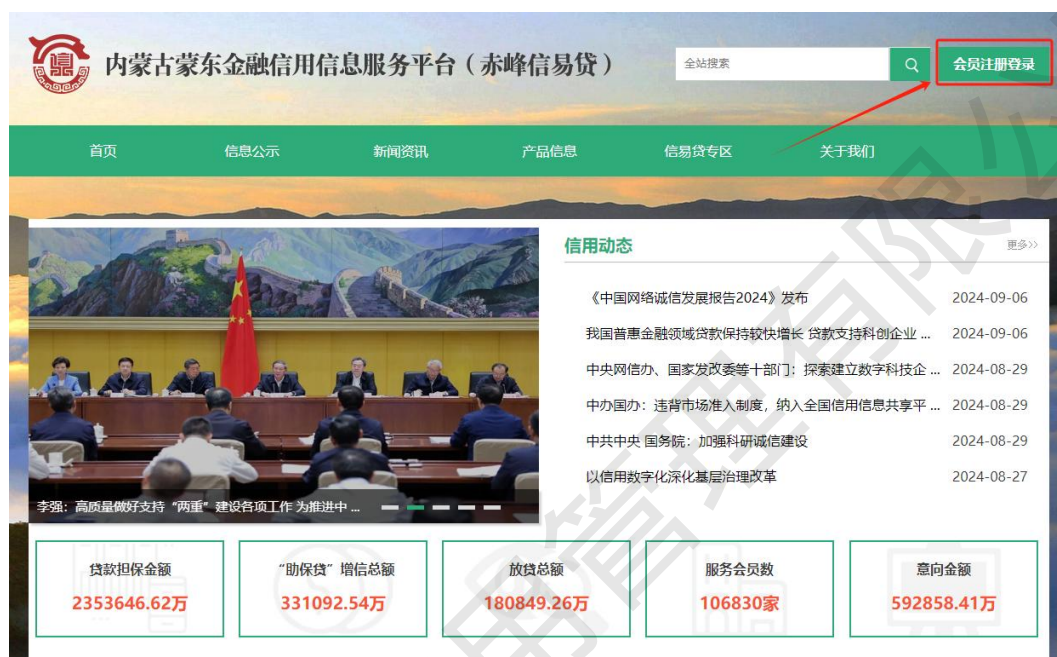 内蒙古蒙东金融信用信息服务平台（赤峰信易贷）
全站搜索
会员注册登录
首页 信息公示 新闻资讯 产品信息 信易贷专区 关于我们
信用动态 更多>>
《中国网络诚信发展报告2024》发布 2024-09-06
我国普惠金融领域贷款保持较快增长 贷款支持科创企业 ... 2024-09-06
中央网信办、国家发改委等十部门：探索建立数字科技企 ... 2024-08-29
中办国办：违背市场准入制度，纳入全国信用信息共享平 ... 2024-08-29
中共中央 国务院：加强科研诚信建设 2024-08-29
以信用数字化深化基层治理改革 2024-08-27
李强：高质量做好支持“两重”建设各项工作 为推进中 ...
贷款担保金额 “助保贷”增信总额 放贷总额 服务会员数 意向金额
2353646.62万 331092.54万 180849.26万 106830家 592858.41万
用管理有限公